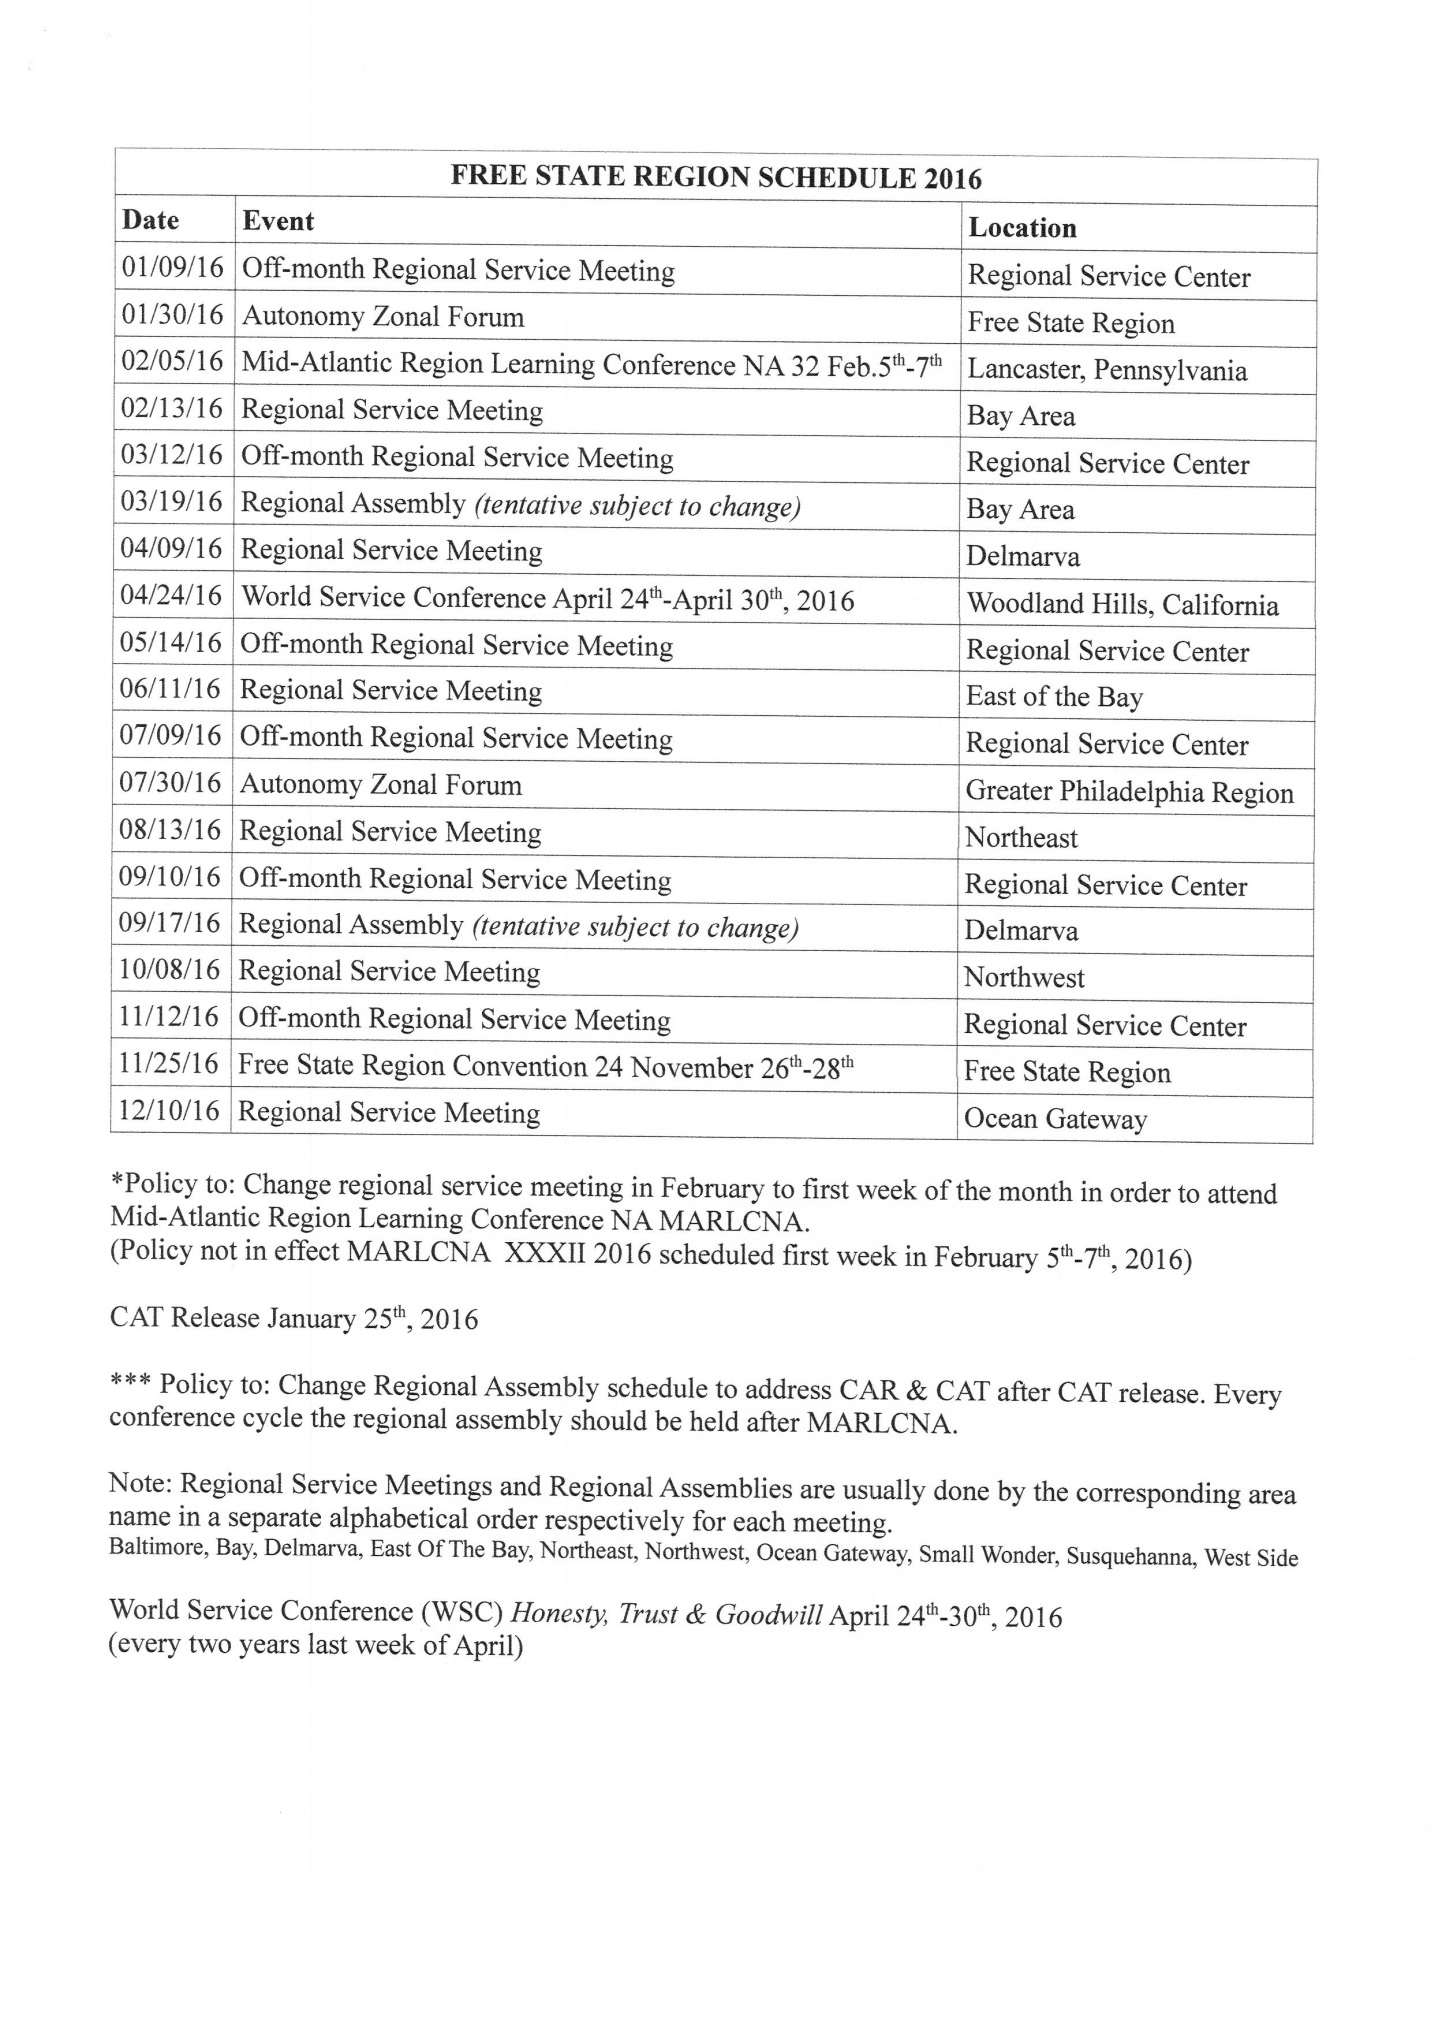 FREE STATE REGION SCHEDULE 2016
Date Event Location
01/09/16 Off-month Regional Service Meeting Regional Service Center
01/30/16 Autonomy Zonal Forum Free State Region
02/05/16 Mid-Atlantic Region Learning Conference NA 32 Feb.5th-7th Lancaster, Pennsylvania
02/13/16 Regional Service Meeting Bay Area
03/12/16 Off-month Regional Service Meeting Regional Service Center
03/19/16 Regional Assembly (tentative subject to change) Bay Area
04/09/16 Regional Service Meeting Delmarva
04/24/16 World Service Conference April 24th-April 30th, 2016 Woodland Hills, California
05/14/16 Off-month Regional Service Meeting Regional Service Center
06/11/16 Regional Service Meeting East of the Bay
07/09/16 Off-month Regional Service Meeting Regional Service Center
07/30/16 Autonomy Zonal Forum Greater Philadelphia Region
08/13/16 Regional Service Meeting Northeast
09/10/16 Off-month Regional Service Meeting Regional Service Center
09/17/16 Regional Assembly (tentative subject to change) Delmarva
10/08/16 Regional Service Meeting Northwest
11/12/16 Off-month Regional Service Meeting Regional Service Center
11/25/16 Free State Region Convention 24 November 26th-28th Free State Region
12/10/16 Regional Service Meeting Ocean Gateway
*Policy to: Change regional service meeting in February to first week of the month in order to attend
Mid-Atlantic Region Learning Conference NA MARLCNA.
(Policy not in effect MARLCNA XXXII 2016 scheduled first week in February 5th-7th, 2016)
CAT Release January 25th, 2016
*** Policy to: Change Regional Assembly schedule to address CAR & CAT after CAT release. Every
conference cycle the regional assembly should be held after MARLCNA.
Note: Regional Service Meetings and Regional Assemblies are usually done by the corresponding area
name in a separate alphabetical order respectively for each meeting.
Baltimore, Bay, Delmarva, East Of The Bay, Northeast, Northwest, Ocean Gateway, Small Wonder, Susquehanna, West Side
World Service Conference (WSC) Honesty, Trust & Goodwill April 24th-30th, 2016
(every two years last week of April)